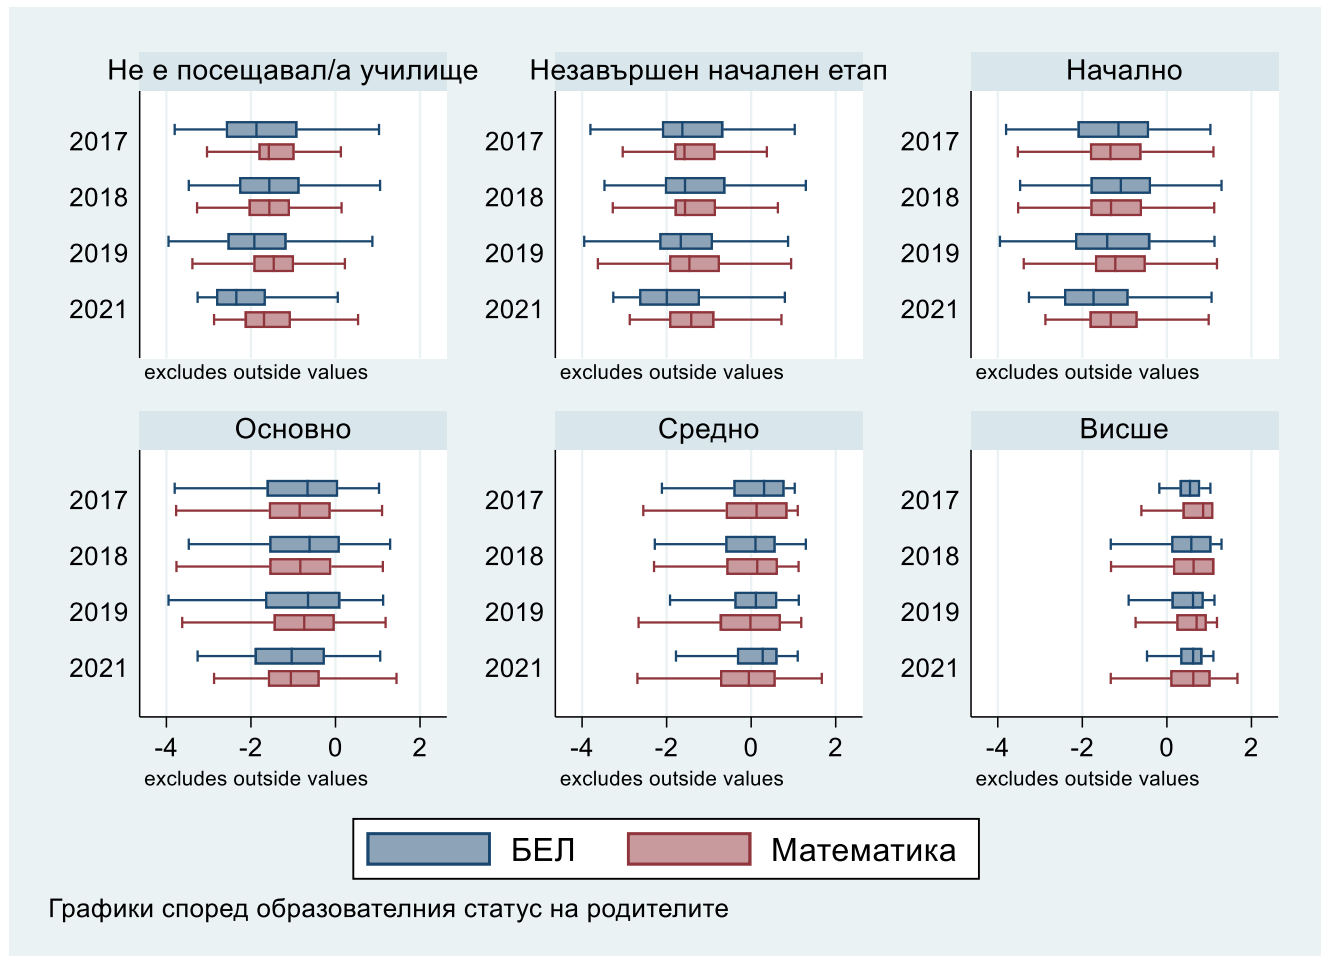 Не е посещавал/а училище
Незавършен начален етап
Начално
2017
2018
2019
2021
excludes outside values
2017
2018
2019
2021
excludes outside values
2017
2018
2019
2021
excludes outside values
Основно
Средно
Висше
2017
2018
2019
2021
-4 -2 0 2
excludes outside values
2017
2018
2019
2021
-4 -2 0 2
excludes outside values
2017
2018
2019
2021
-4 -2 0 2
excludes outside values
БЕЛ Математика
Графики според образователния статус на родителите